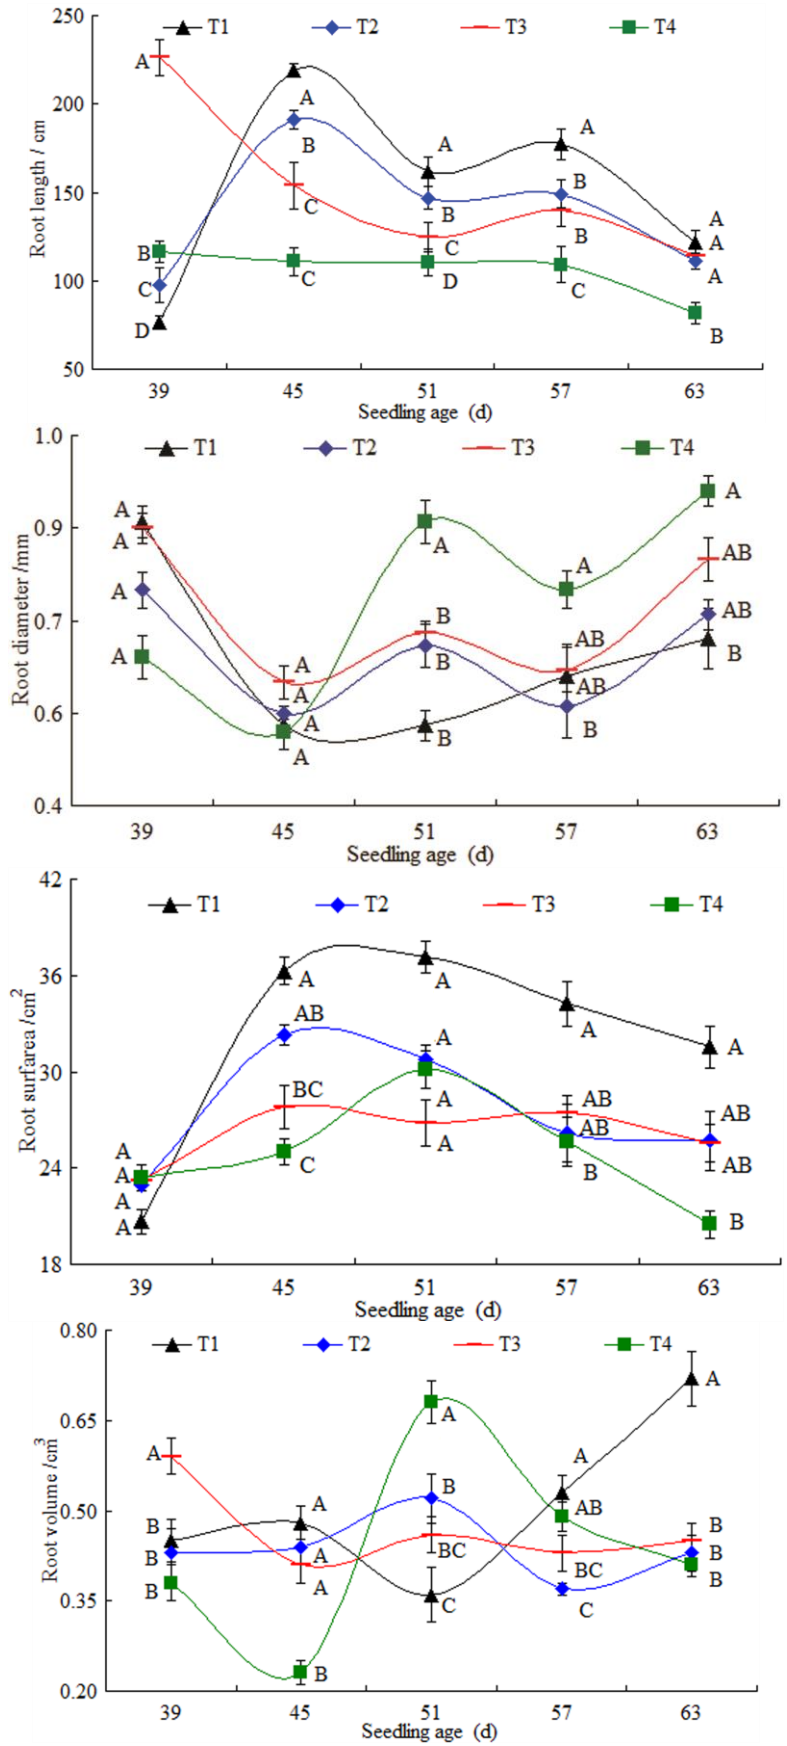 250
T1 T2 T3 T4
A
200
A
B
A
A
150
C
B
B
A
B
C
B
A
C
C
D
C
A
100
D
B
50
39 45 51 57 63
Root length / cm
Seedling age (d)
1.0
T1 T2 T3 T4
A
A
0.9
A
A
A
AB
A
0.7
B
AB
AB
A
A
B
AB
B
A
A
0.6
A
B
B
0.4
39 45 51 57 63
Root diameter /mm
Seedling age (d)
42
T1 T2 T3 T4
36
A
A
AB
A
A
A
30
BC
A
AB
AB
A
AB
A
C
B
AB
24
A
A
B
A
18
39 45 51 57 63
Root surfarea /cm2
Seedling age (d)
0.80
T1 T2 T3 T4
A
0.65
A
A
A
B
0.50
A
AB
B
B
B
A
BC
BC
B
B
A
B
0.35
C
C
B
0.20
39 45 51 57 63
Root volume /cm3
Seedling age (d)